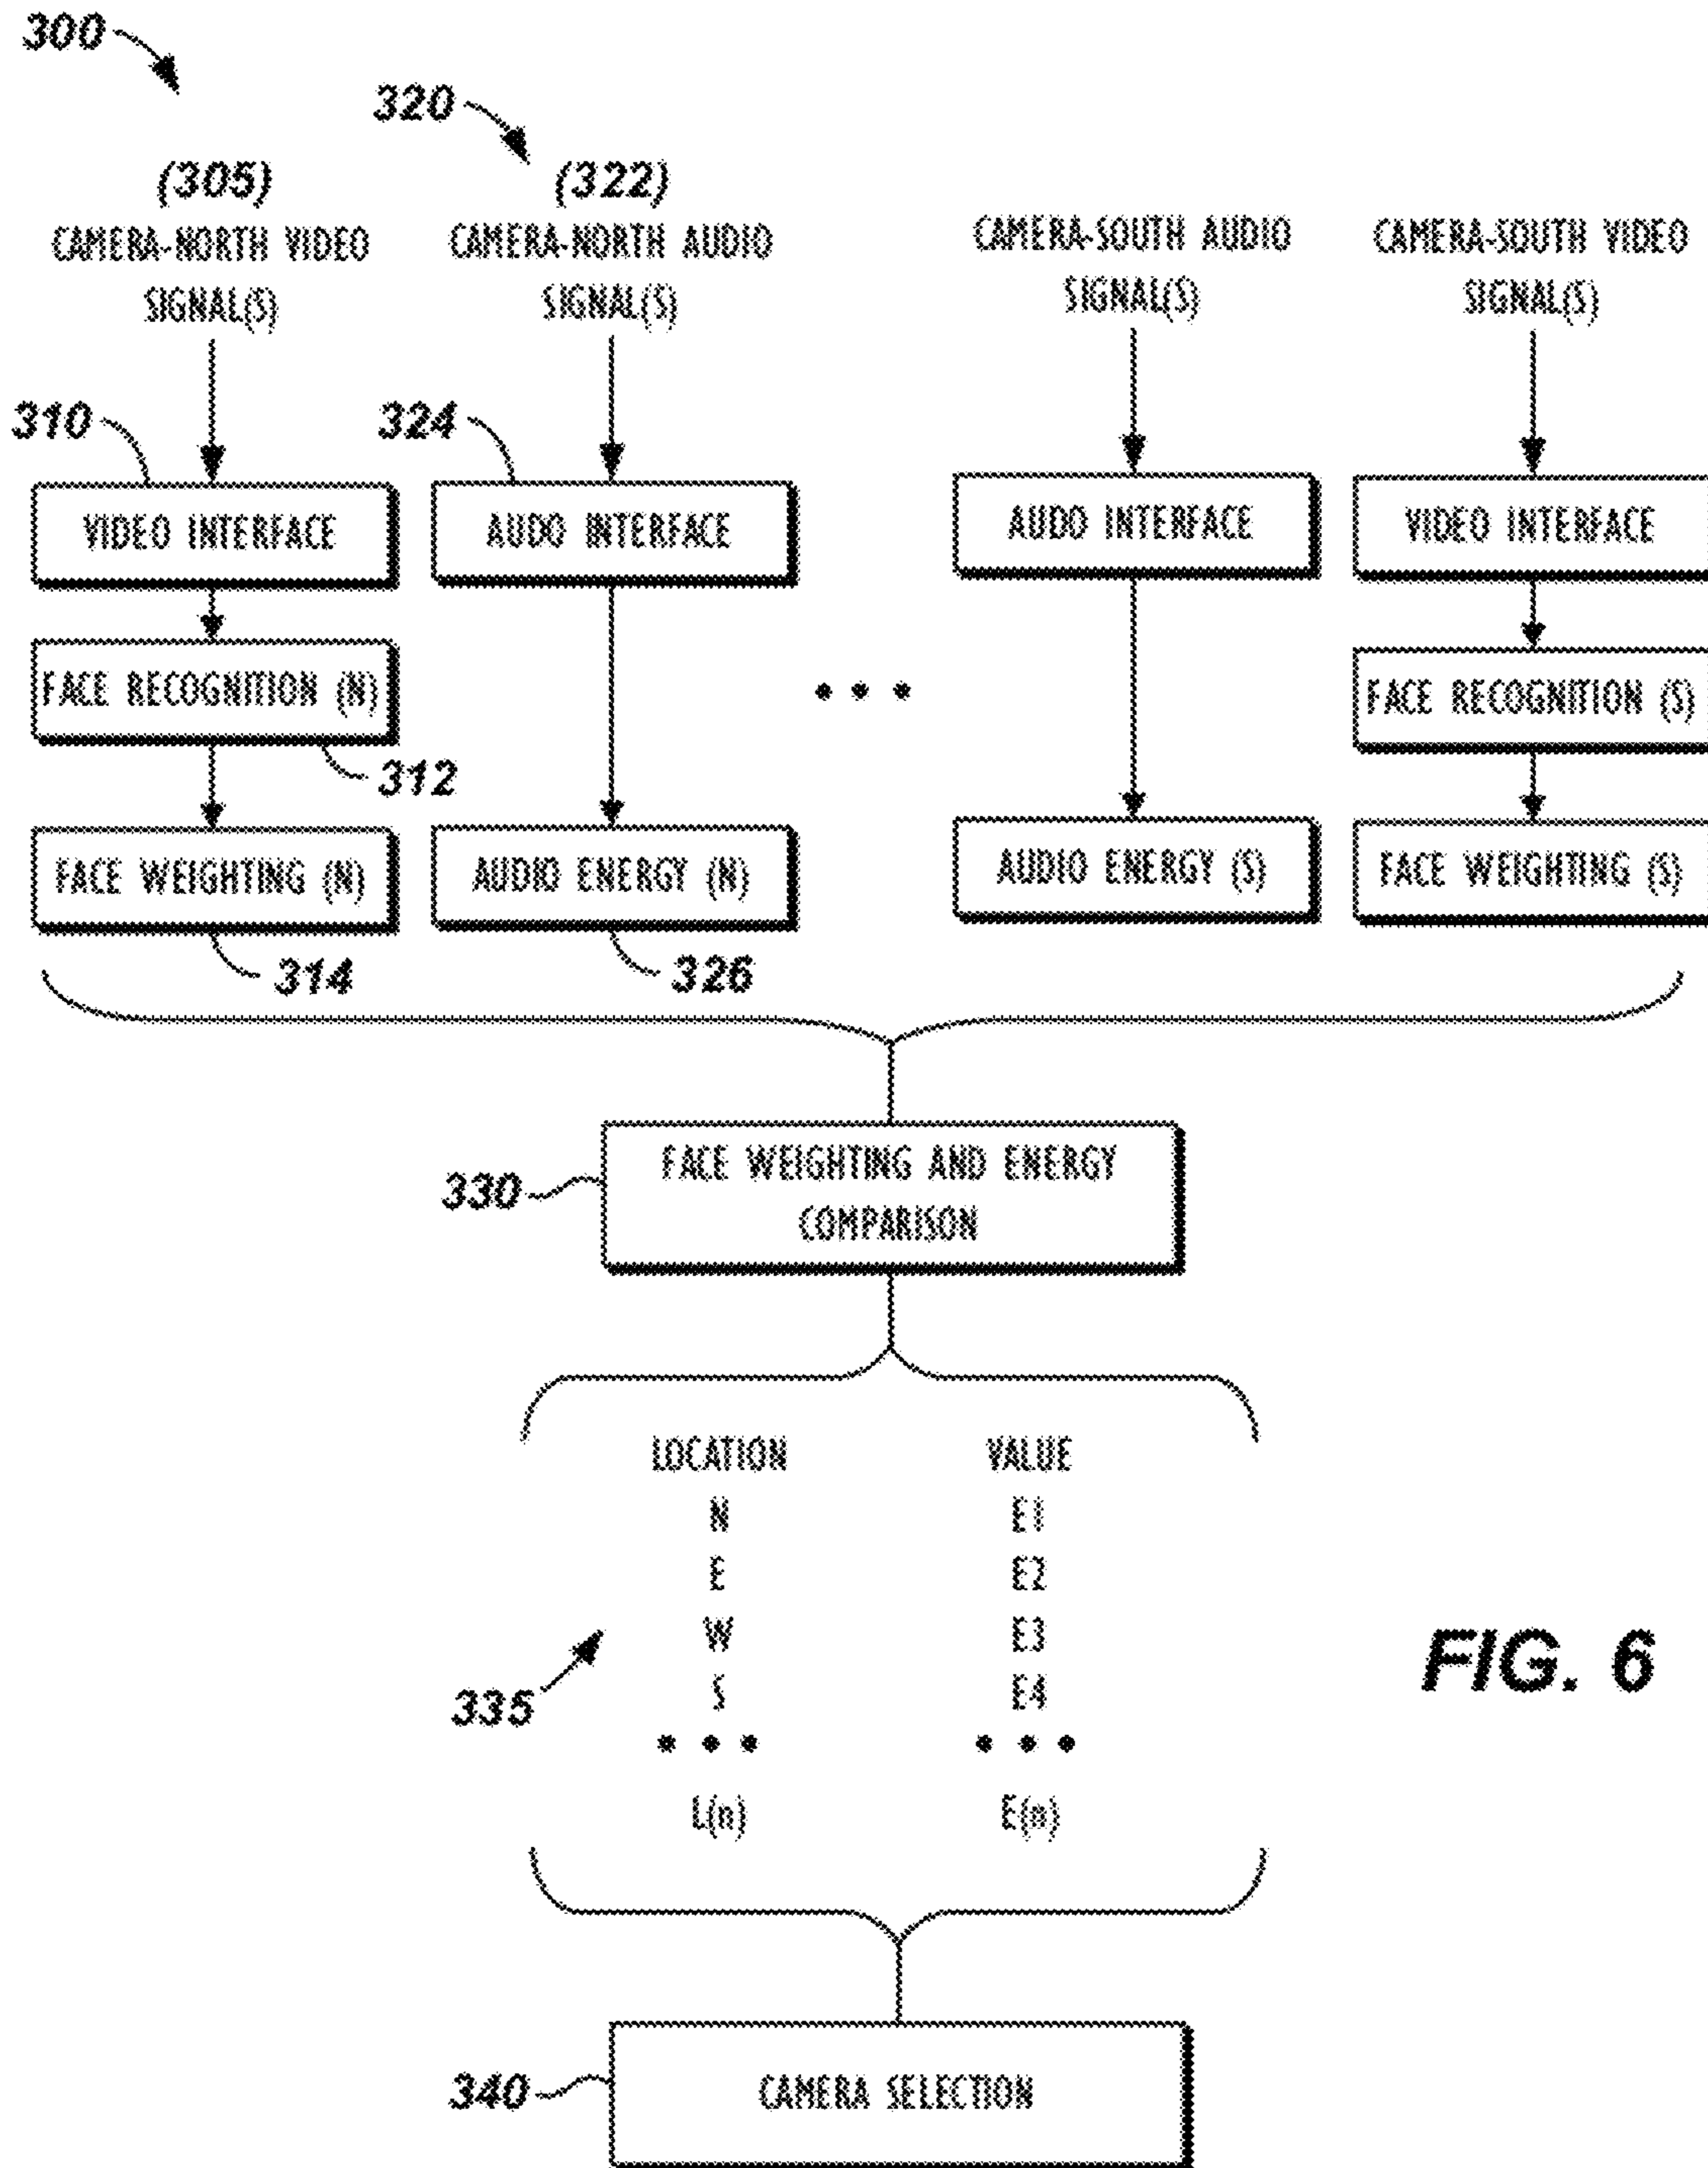 300
320
(305)
(322)
CAMERA-NORTH VIDEO
SIGNAL(S)
CAMERA-NORTH AUDIO
SIGNAL(S)
CAMERA-SOUTH AUDIO
SIGNAL(S)
CAMERA-SOUTH VIDEO
SIGNAL(S)
310
324
VIDEO INTERFACE
AUDO INTERFACE
AUDO INTERFACE
VIDEO INTERFACE
FACE RECOGNITION (N)
• • •
FACE RECOGNITION (S)
312
FACE WEIGHTING (N)
AUDIO ENERGY (N)
AUDIO ENERGY (S)
FACE WEIGHTING (S)
314
326
330
FACE WEIGHTING AND ENERGY
COMPARISON
LOCATION VALUE
N E1
E E2
W E3
S E4
• • • • • •
L(n) E(n)
335
FIG. 6
340
CAMERA SELECTION